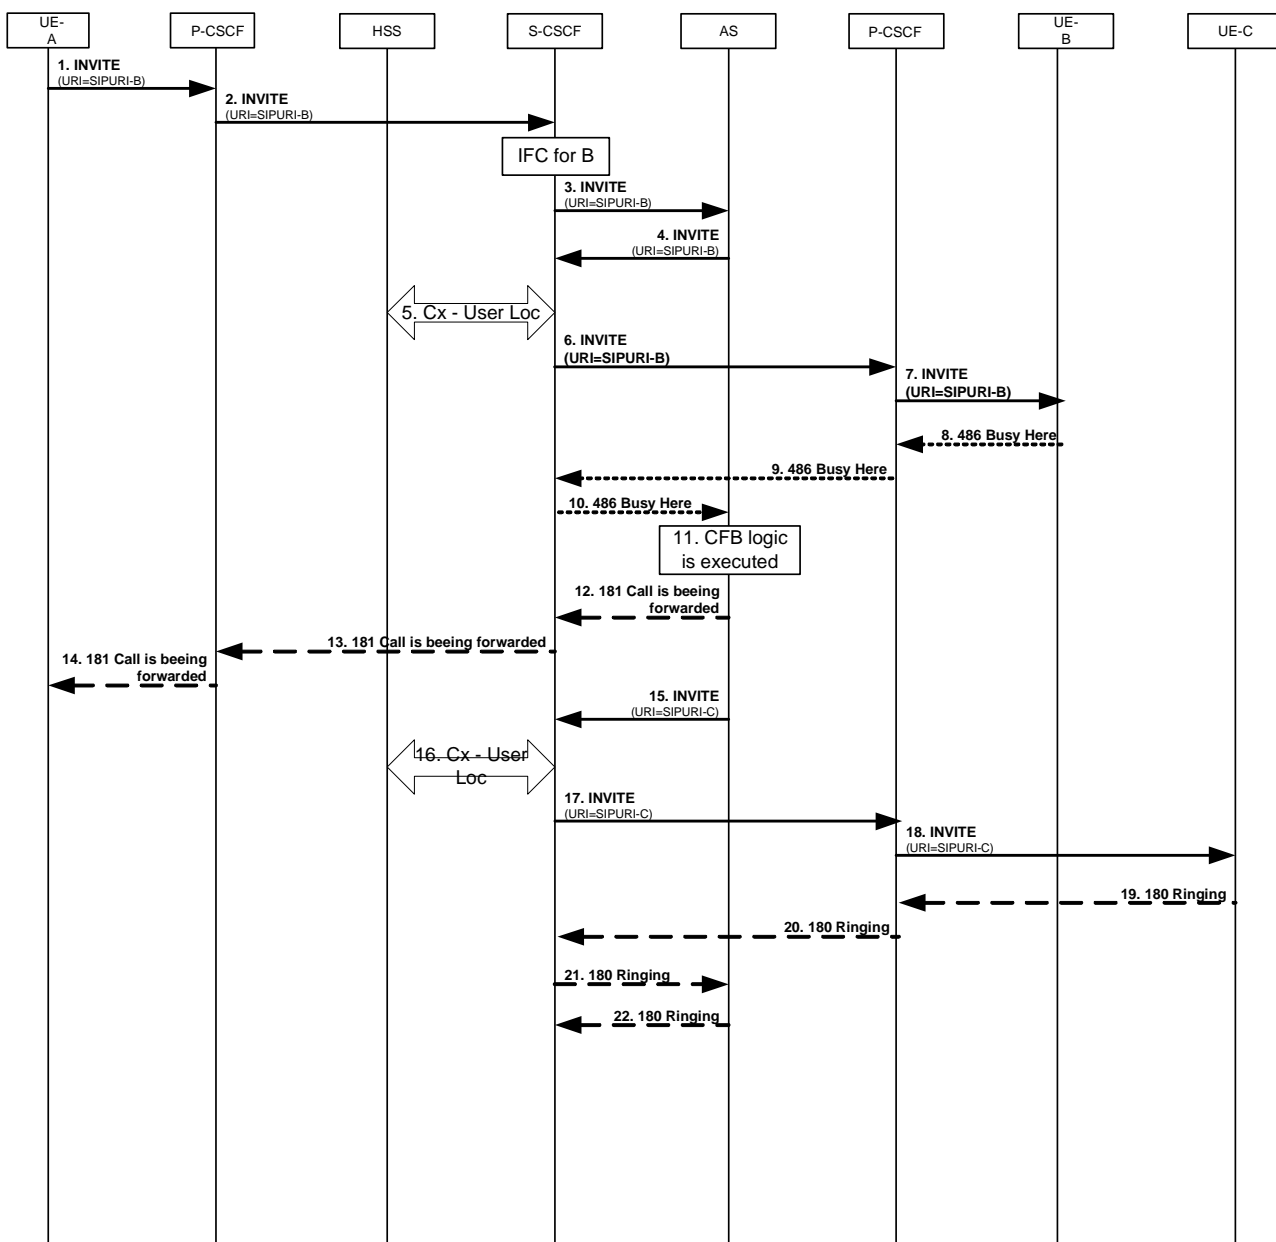 UE-
A
P-CSCF
HSS
S-CSCF
AS
P-CSCF
UE-
B
UE-C
1. INVITE
(URI=SIPURI-B)
2. INVITE
(URI=SIPURI-B)
IFC for B
3. INVITE
(URI=SIPURI-B)
4. INVITE
(URI=SIPURI-B)
5. Cx - User Loc
6. INVITE
(URI=SIPURI-B)
7. INVITE
(URI=SIPURI-B)
8. 486 Busy Here
9. 486 Busy Here
10. 486 Busy Here
11. CFB logic
is executed
12. 181 Call is beeing
forwarded
13. 181 Call is beeing forwarded
14. 181 Call is beeing
forwarded
15. INVITE
(URI=SIPURI-C)
16. Cx - User
Loc
17. INVITE
(URI=SIPURI-C)
18. INVITE
(URI=SIPURI-C)
19. 180 Ringing
20. 180 Ringing
21. 180 Ringing
22. 180 Ringing